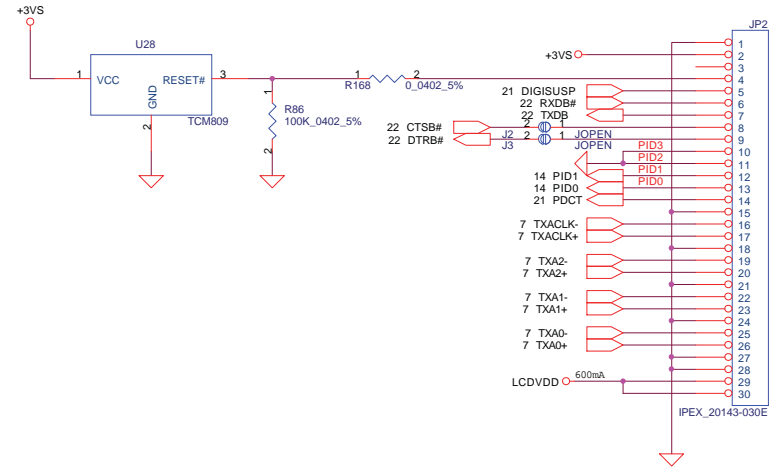 +3VS
JP2
U28
1 VCC
RESET# 3
GND
2
TCM809
1
R86
100K_0402_5%
2
1 2
R168 0_0402_5%
+3VS
1
2
3
4
21 DIGISUSP 5
22 RXDB# 6
22 TXDB 7
22 CTSB# 2 1 8
J2 JOPEN
22 DTRB# 2 1 9
J3 JOPEN
PID3 10
PID2 11
14 PID1 PID1 12
14 PID0 PID0 13
21 PDCT 14
15
7 TXACLK- 16
7 TXACLK+ 17
18
7 TXA2- 19
7 TXA2+ 20
21
7 TXA1- 22
7 TXA1+ 23
24
7 TXA0- 25
7 TXA0+ 26
27
28
LCDVDD 600mA 29
30
IPEX_20143-030E